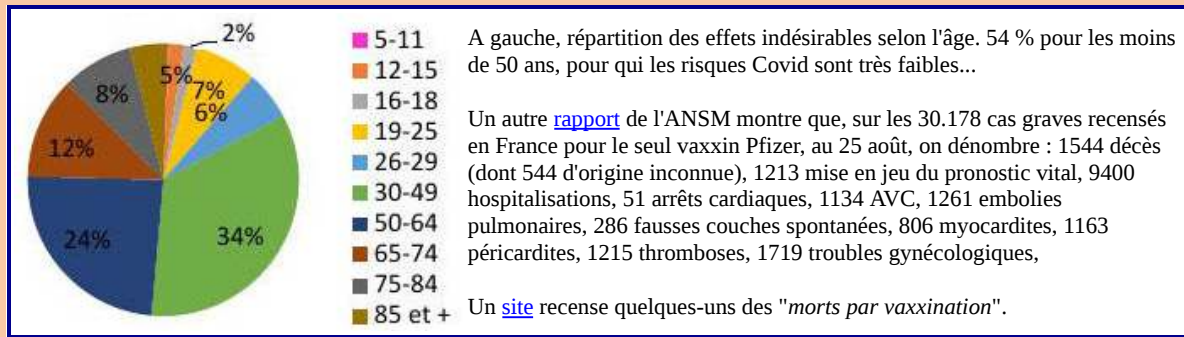 2%
5%
7%
6%
8%
12%
24%
34%
5-11
12-15
16-18
19-25
26-29
30-49
50-64
65-74
75-84
85 et +
A gauche, répartition des effets indésirables selon l'âge. 54 % pour les moins
de 50 ans, pour qui les risques Covid sont très faibles...
Un autre rapport de l'ANSM montre que, sur les 30.178 cas graves recensés
en France pour le seul vaxxin Pfizer, au 25 août, on dénombre : 1544 décès
(dont 544 d'origine inconnue), 1213 mise en jeu du pronostic vital, 9400
hospitalisations, 51 arrêts cardiaques, 1134 AVC, 1261 embolies
pulmonaires, 286 fausses couches spontanées, 806 myocardites, 1163
péricardites, 1215 thromboses, 1719 troubles gynécologiques,
Un site recense quelques-uns des "morts par vaxxination".